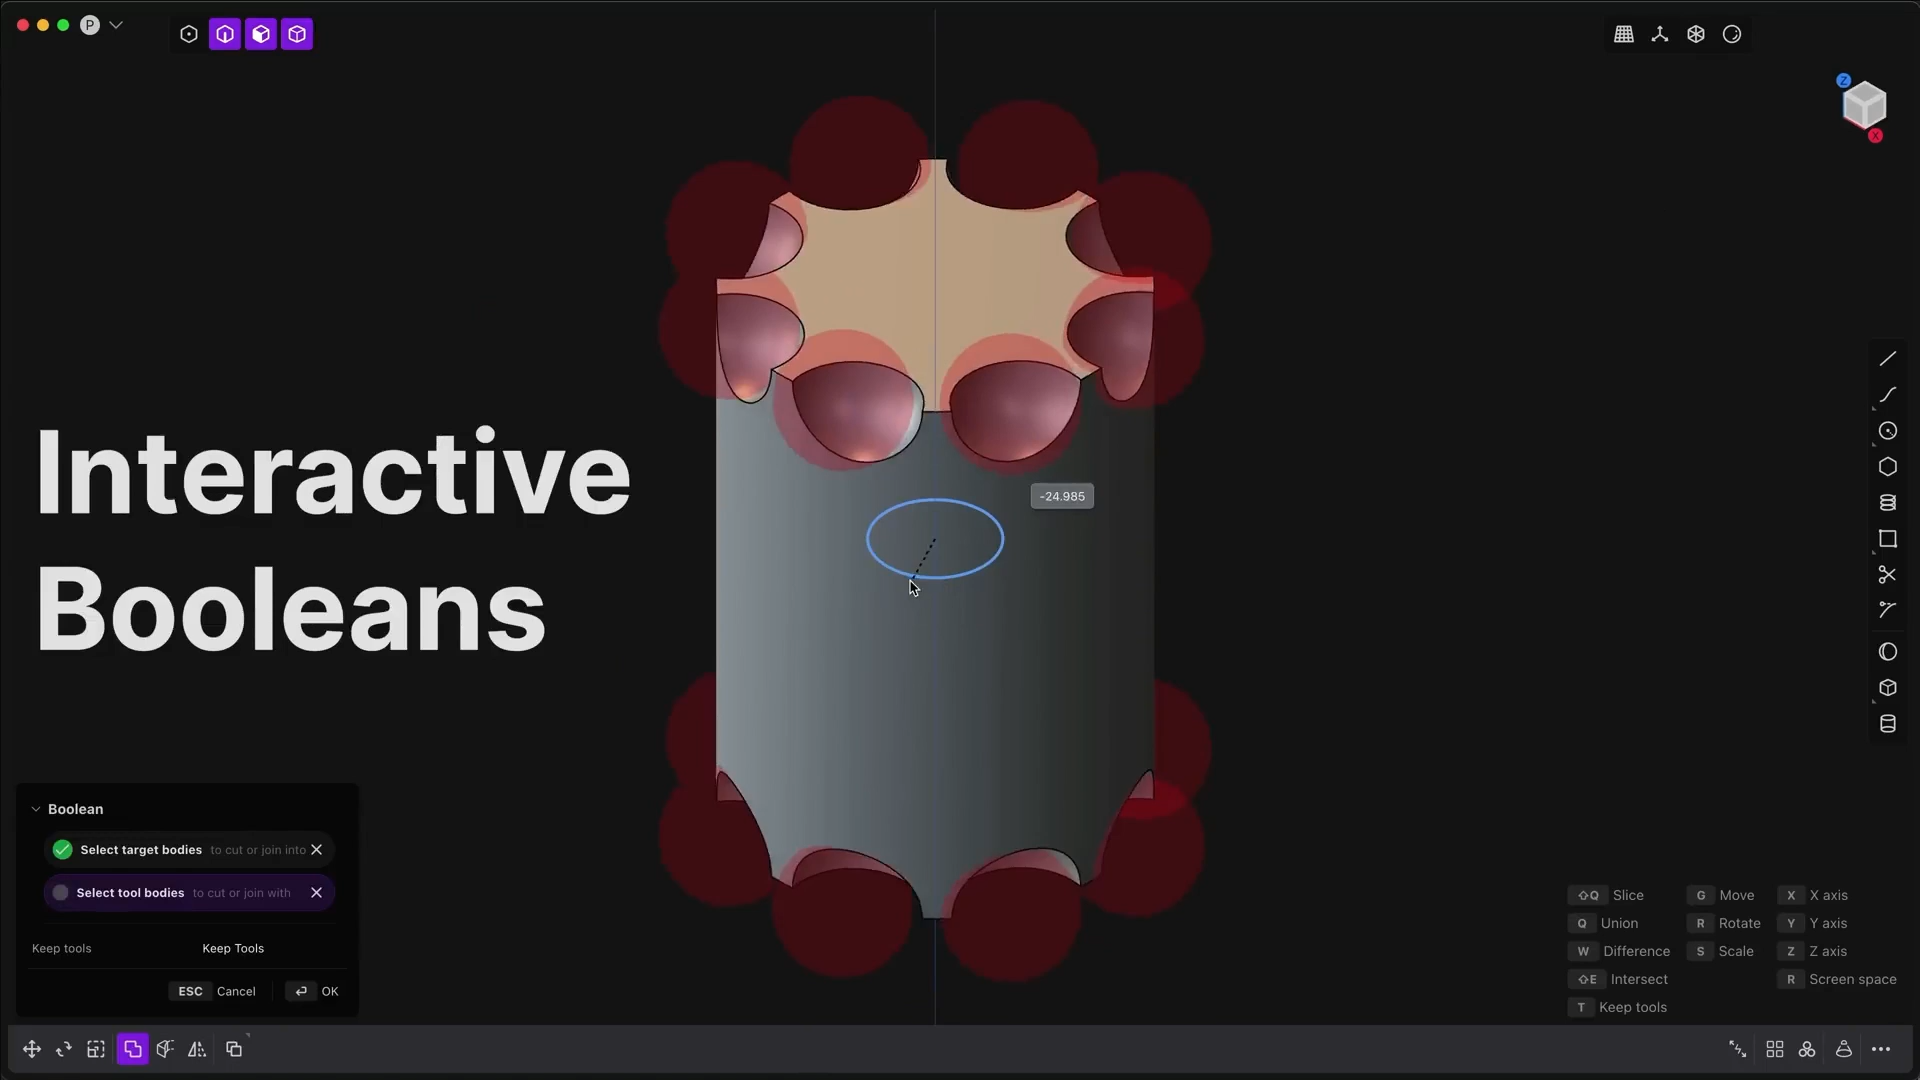 P
Z
X
-24.985
Interactive
Booleans
Boolean
Select target bodies to cut or join into
Select tool bodies to cut or join with
Keep tools Keep Tools
ESC Cancel OK
⇧Q Slice G Move X X axis
Q Union R Rotate Y Y axis
W Difference S Scale Z Z axis
⇧E Intersect R Screen space
T Keep tools